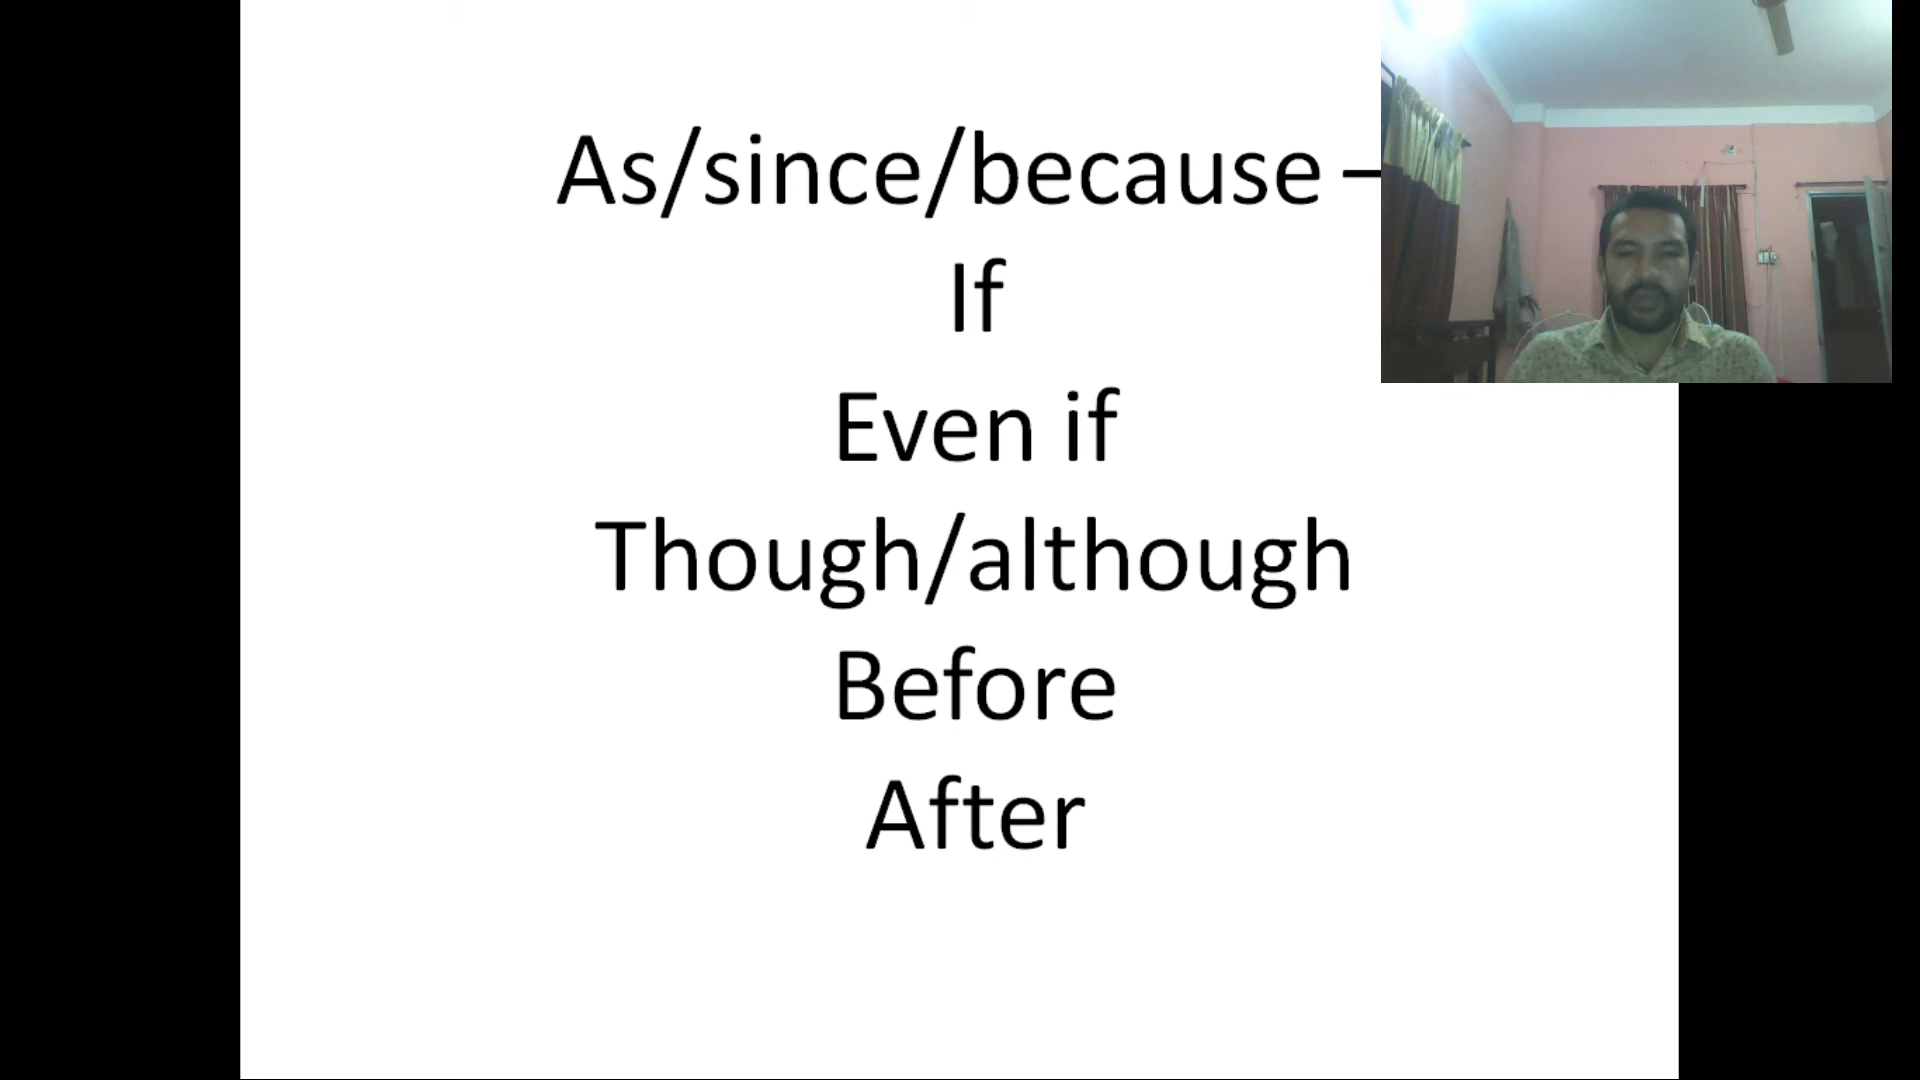 As/since/because –
If
Even if
Though/although
Before
After